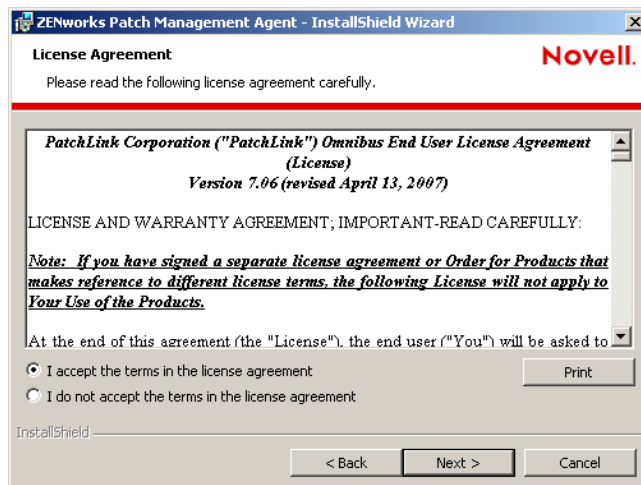 ZENworks Patch Management Agent - InstallShield Wizard
License Agreement
Novell.
Please read the following license agreement carefully.
PatchLink Corporation ("PatchLink") Omnibus End User License Agreement
(License)
Version 7.06 (revised April 13, 2007)
LICENSE AND WARRANTY AGREEMENT; IMPORTANT-READ CAREFULLY:
Note: If you have signed a separate license agreement or Order for Products that
makes reference to different license terms, the following License will not apply to
Your Use of the Products.
At the end of this agreement (the "License"), the end user ("You") will be asked to
I accept the terms in the license agreement
Print
I do not accept the terms in the license agreement
InstallShield
< Back
Next >
Cancel